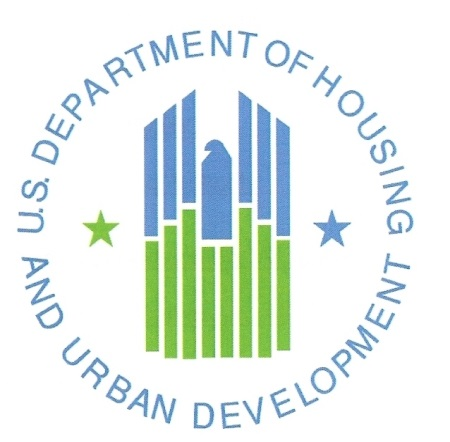 U.S. DEPARTMENT OF HOUSING
AND URBAN DEVELOPMENT